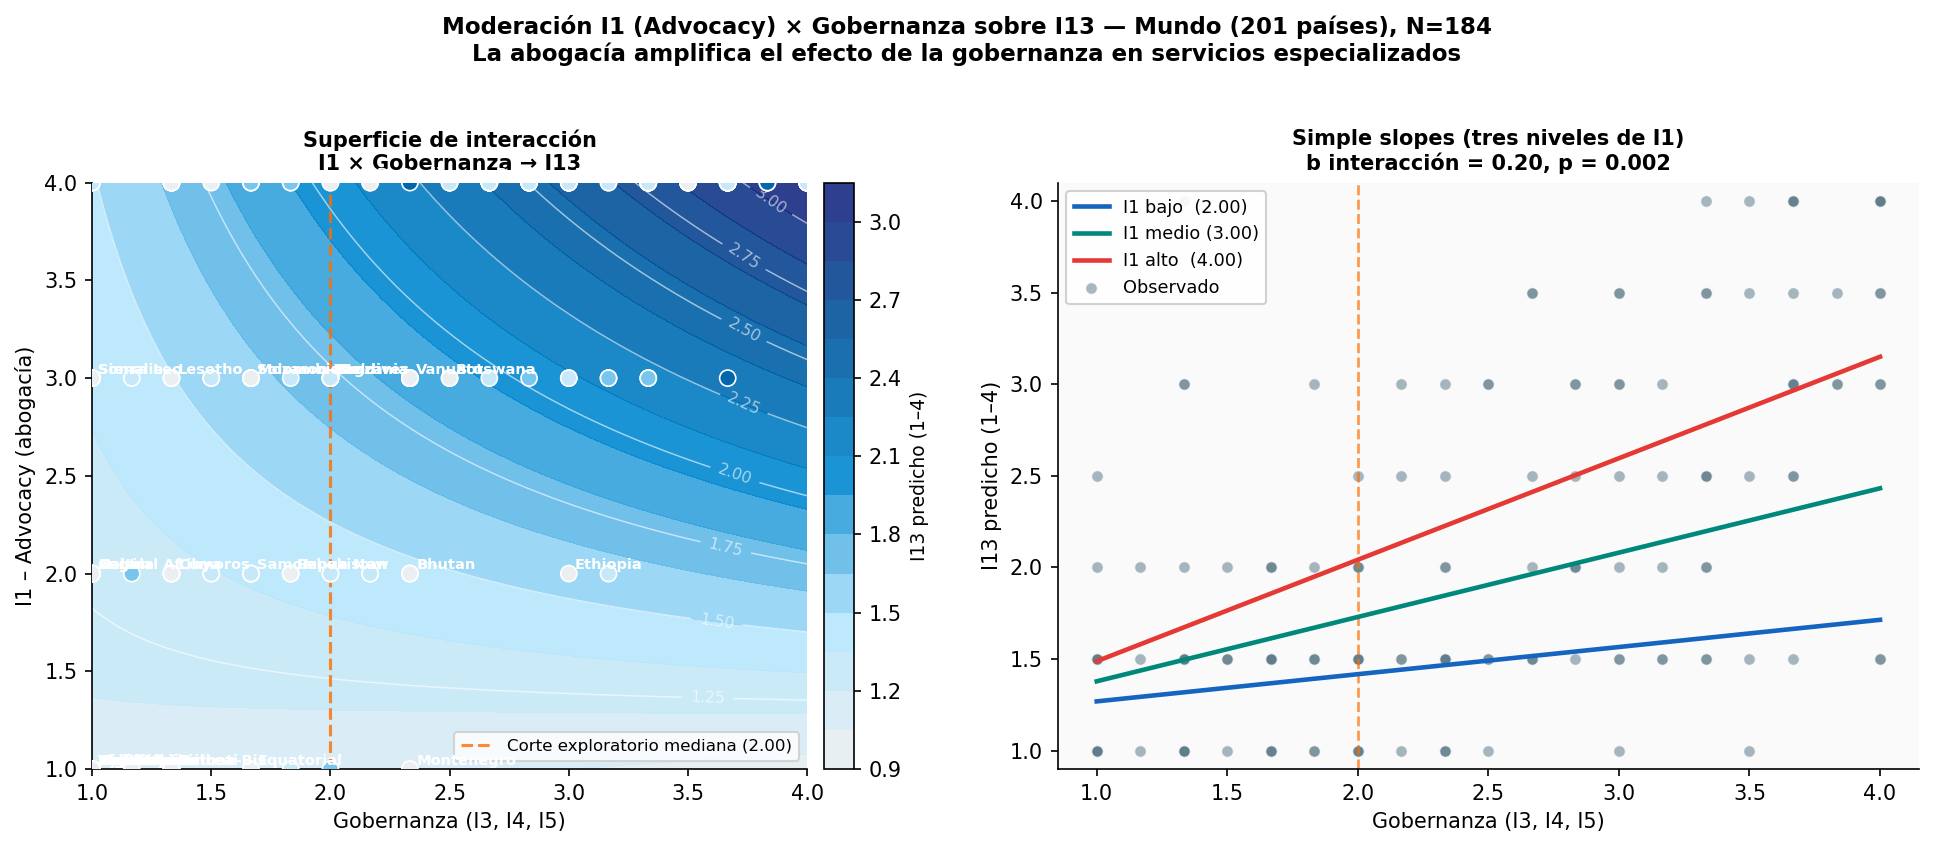 Moderación I1 (Advocacy) × Gobernanza sobre I13 — Mundo (201 países), N=184
La abogacía amplifica el efecto de la gobernanza en servicios especializados
Superficie de interacción
I1 × Gobernanza → I13
I1 – Advocacy (abogacía)
4.0
3.5
3.0
2.5
2.0
1.5
1.0
3.00
2.75
2.50
2.25
2.00
1.75
1.50
1.25
Lesotho
Vanuatu
Botswana
Comoros
Bhutan
Ethiopia
Equatorial
Montenegro
Corte exploratorio mediana (2.00)
1.0
1.5
2.0
2.5
3.0
3.5
4.0
Gobernanza (I3, I4, I5)
3.0
2.7
2.4
2.1
1.8
1.5
1.2
0.9
I13 predicho (1–4)
Simple slopes (tres niveles de I1)
b interacción = 0.20, p = 0.002
I1 bajo (2.00)
I1 medio (3.00)
I1 alto (4.00)
Observado
I13 predicho (1–4)
4.0
3.5
3.0
2.5
2.0
1.5
1.0
1.0
1.5
2.0
2.5
3.0
3.5
4.0
Gobernanza (I3, I4, I5)